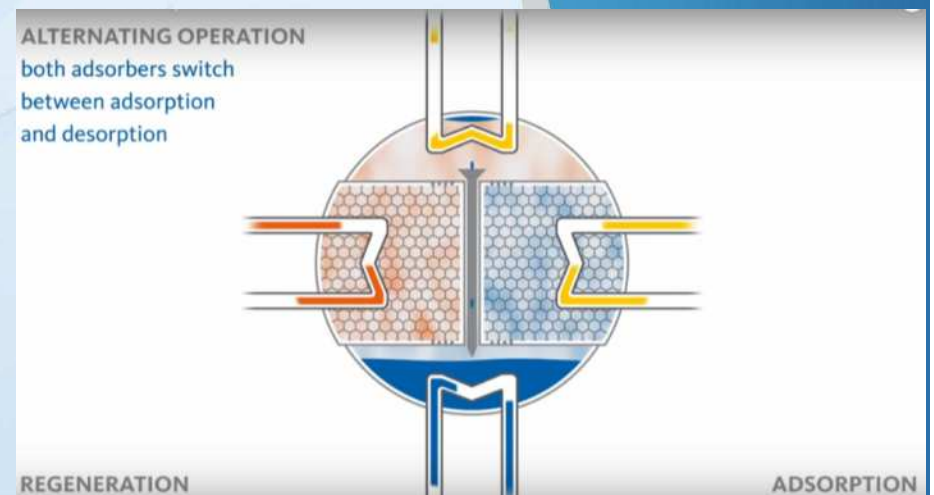 ALTERNATING OPERATION
both adsorbers switch
between adsorption
and desorption
REGENERATION
ADSORPTION